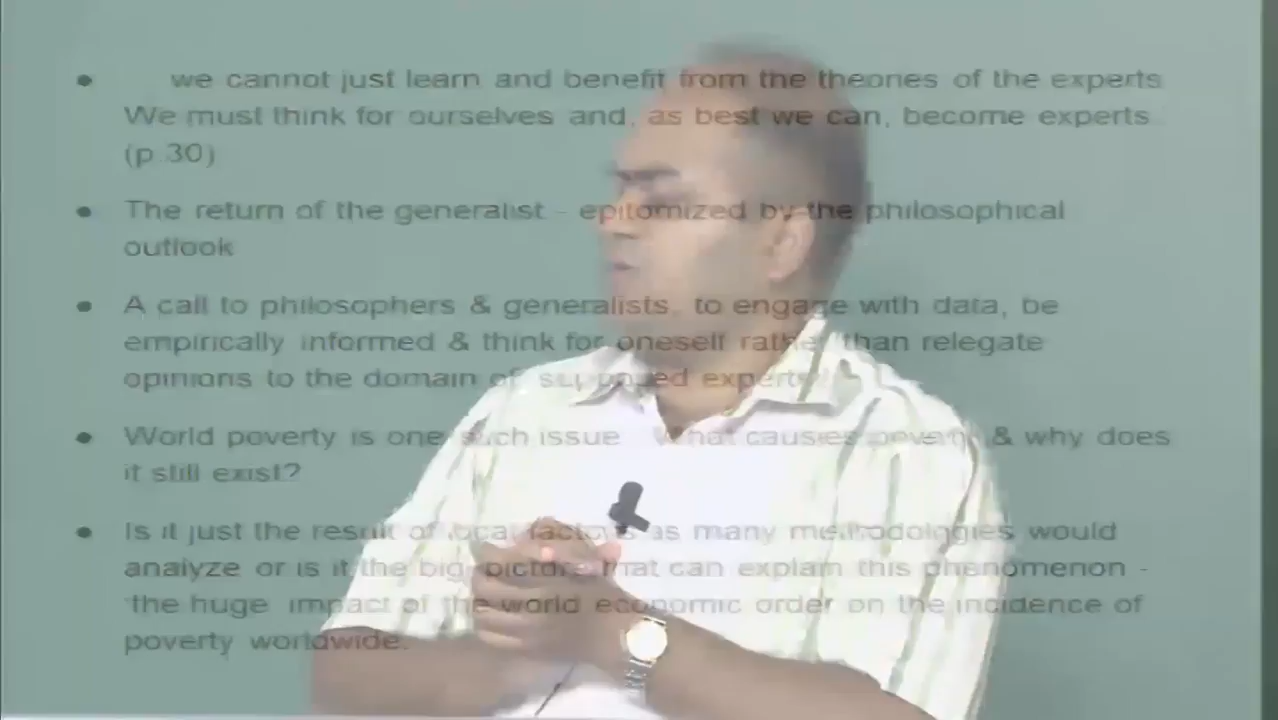 we cannot just learn and benefit from the theories of the experts
We must think for ourselves and, as best we can, become experts.
(p.30)
The return of the generalist - epitomized by the philosophical
outlook
A call to philosophers & generalists, to engage with data, be
empirically informed & think for oneself rather than relegate
opinions to the domain of supposed experts!
World poverty is one such issue What causes poverty & why does
it still exist?
Is it just the result of local factors as many methodologies would
analyze or is it the big picture that can explain this phenomenon -
'the huge impact of the world economic order on the incidence of
poverty worldwide.'